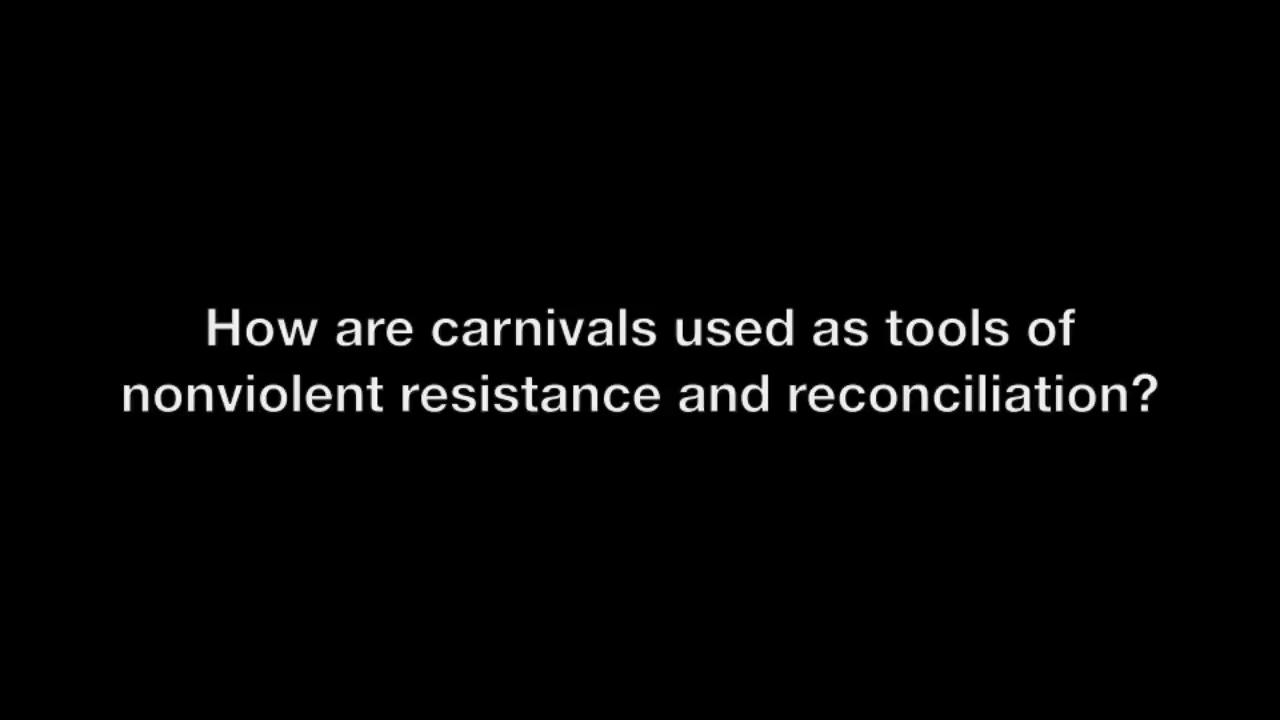 How are carnivals used as tools of
nonviolent resistance and reconciliation?